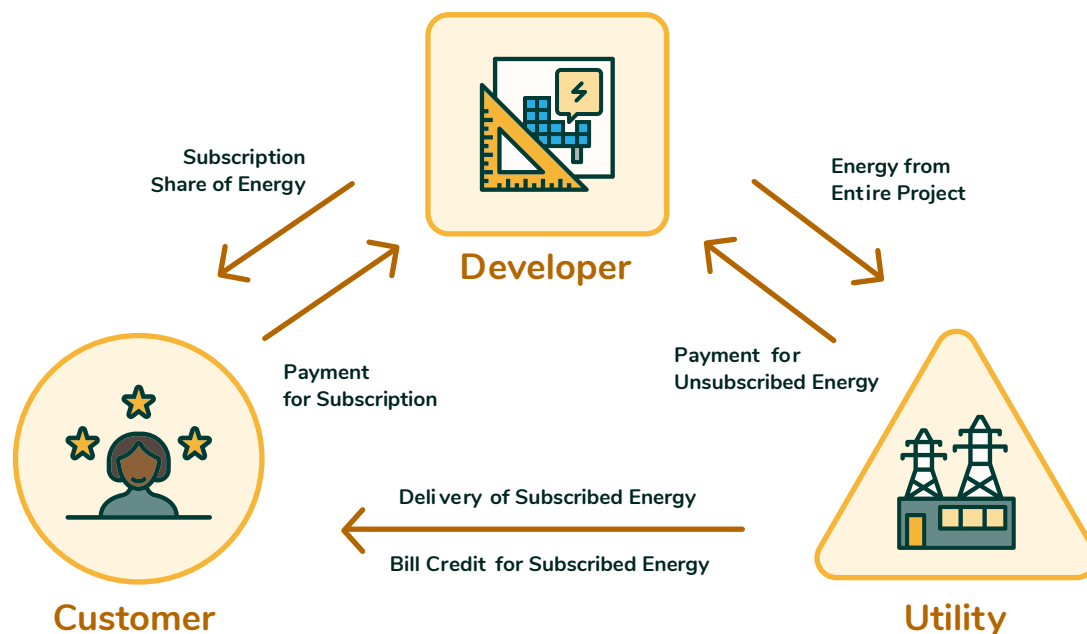 Subscription
Share of Energy
Energy from
Entire Project
Developer
Payment
for Subscription
Payment for
Unsubscribed Energy
Delivery of Subscribed Energy
Bill Credit for Subscribed Energy
Customer
Utility